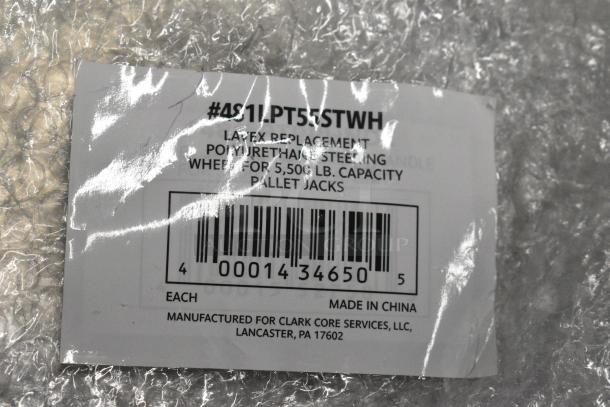 #481LPT55STWH
LAVEX REPLACEMENT
POLYURETHANE STEERING
WHEEL FOR 5,500 LB. CAPACITY
PALLET JACKS
4 00014 34650 5
EACH MADE IN CHINA
MANUFACTURED FOR CLARK CORE SERVICES, LLC,
LANCASTER, PA 17602